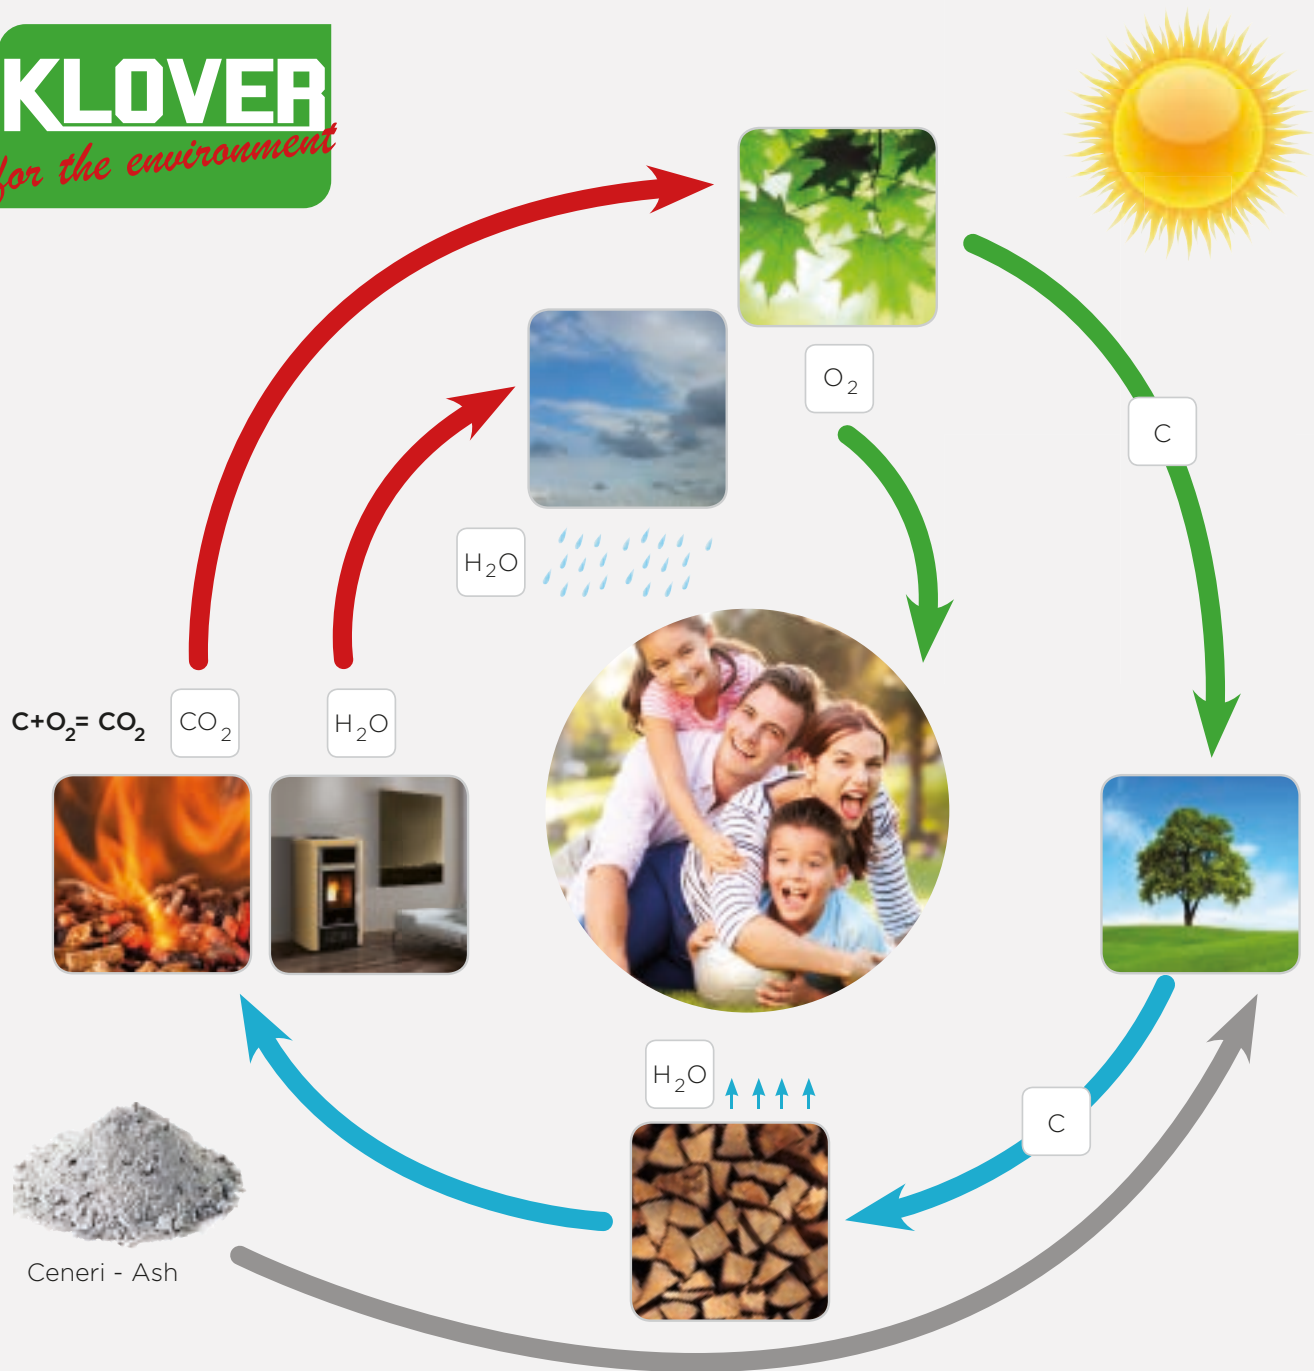 KLOVER
for the environment
O2
C
H2O
C+O2= CO2
CO2
H2O
H2O
C
Ceneri - Ash